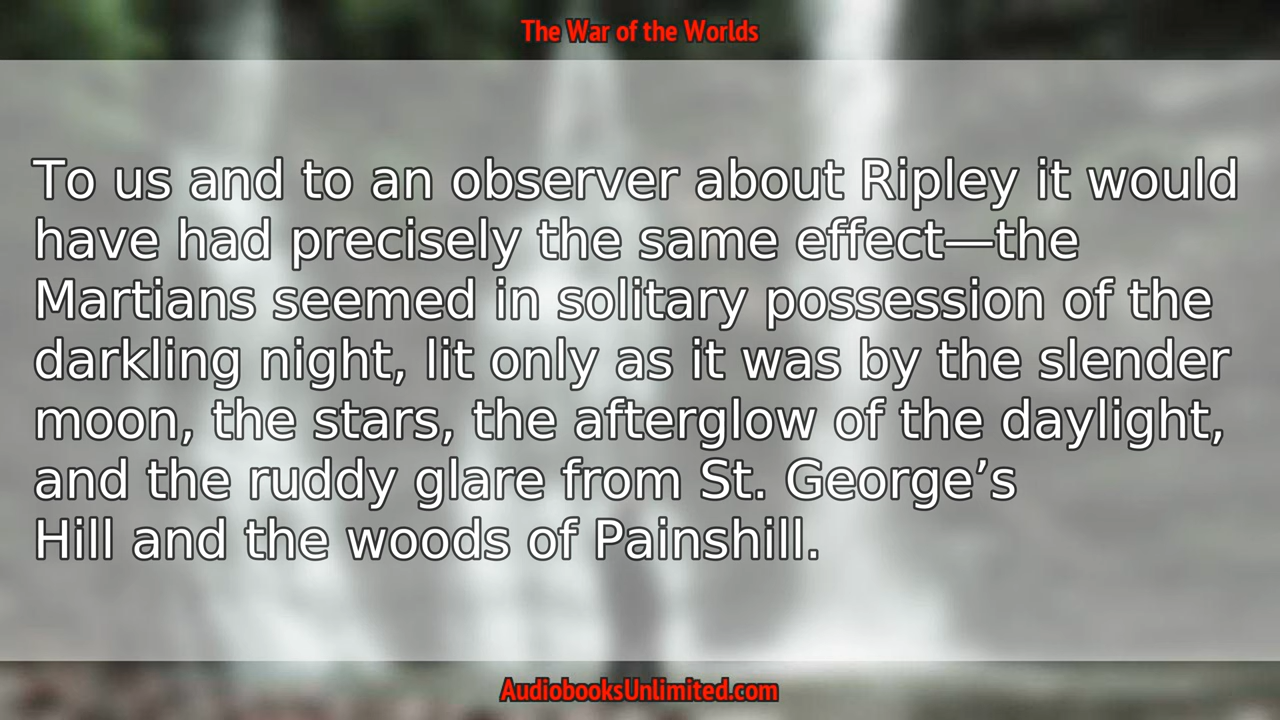 The War of the Worlds
To us and to an observer about Ripley it would
have had precisely the same effect—the
Martians seemed in solitary possession of the
darkling night, lit only as it was by the slender
moon, the stars, the afterglow of the daylight,
and the ruddy glare from St. George’s
Hill and the woods of Painshill.
AudiobooksUnlimited.com